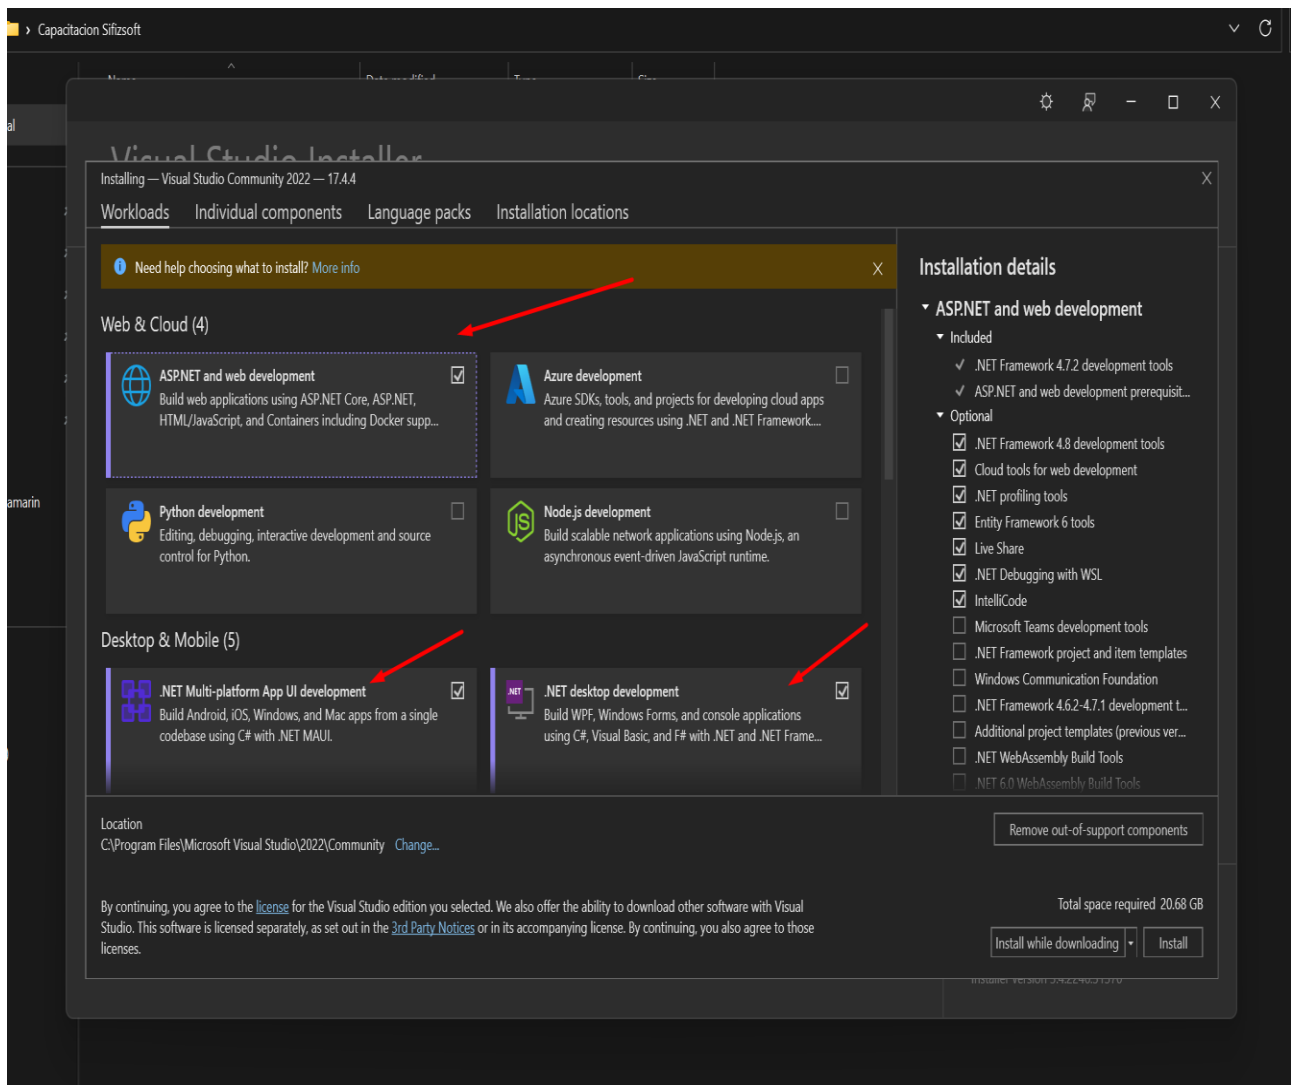 Capacitacion Sifizsoft
Name
Date modified
Type
Size
al
Visual Studio Installer
Installing — Visual Studio Community 2022 — 17.4.4
Workloads
Individual components
Language packs
Installation locations
Need help choosing what to install? More info
Web & Cloud (4)
ASP.NET and web development
Build web applications using ASP.NET Core, ASP.NET,
HTML/JavaScript, and Containers including Docker supp...
Azure development
Azure SDKs, tools, and projects for developing cloud apps
and creating resources using .NET and .NET Framework....
Python development
Editing, debugging, interactive development and source
control for Python.
Node.js development
Build scalable network applications using Node.js, an
asynchronous event-driven JavaScript runtime.
amarin
Desktop & Mobile (5)
.NET Multi-platform App UI development
Build Android, iOS, Windows, and Mac apps from a single
codebase using C# with .NET MAUI.
.NET desktop development
Build WPF, Windows Forms, and console applications
using C#, Visual Basic, and F# with .NET and .NET Frame...
Installation details
ASP.NET and web development
Included
.NET Framework 4.7.2 development tools
ASP.NET and web development prerequisit...
Optional
.NET Framework 4.8 development tools
Cloud tools for web development
.NET profiling tools
Entity Framework 6 tools
Live Share
.NET Debugging with WSL
IntelliCode
Microsoft Teams development tools
.NET Framework project and item templates
Windows Communication Foundation
.NET Framework 4.6.2-4.7.1 development t...
Additional project templates (previous ver...
.NET WebAssembly Build Tools
.NET 6.0 WebAssembly Build Tools
Location
C:\Program Files\Microsoft Visual Studio\2022\Community Change...
Remove out-of-support components
By continuing, you agree to the license for the Visual Studio edition you selected. We also offer the ability to download other software with Visual
Studio. This software is licensed separately, as set out in the 3rd Party Notices or in its accompanying license. By continuing, you also agree to those
licenses.
Total space required 20.68 GB
Install while downloading
Install
Installer version